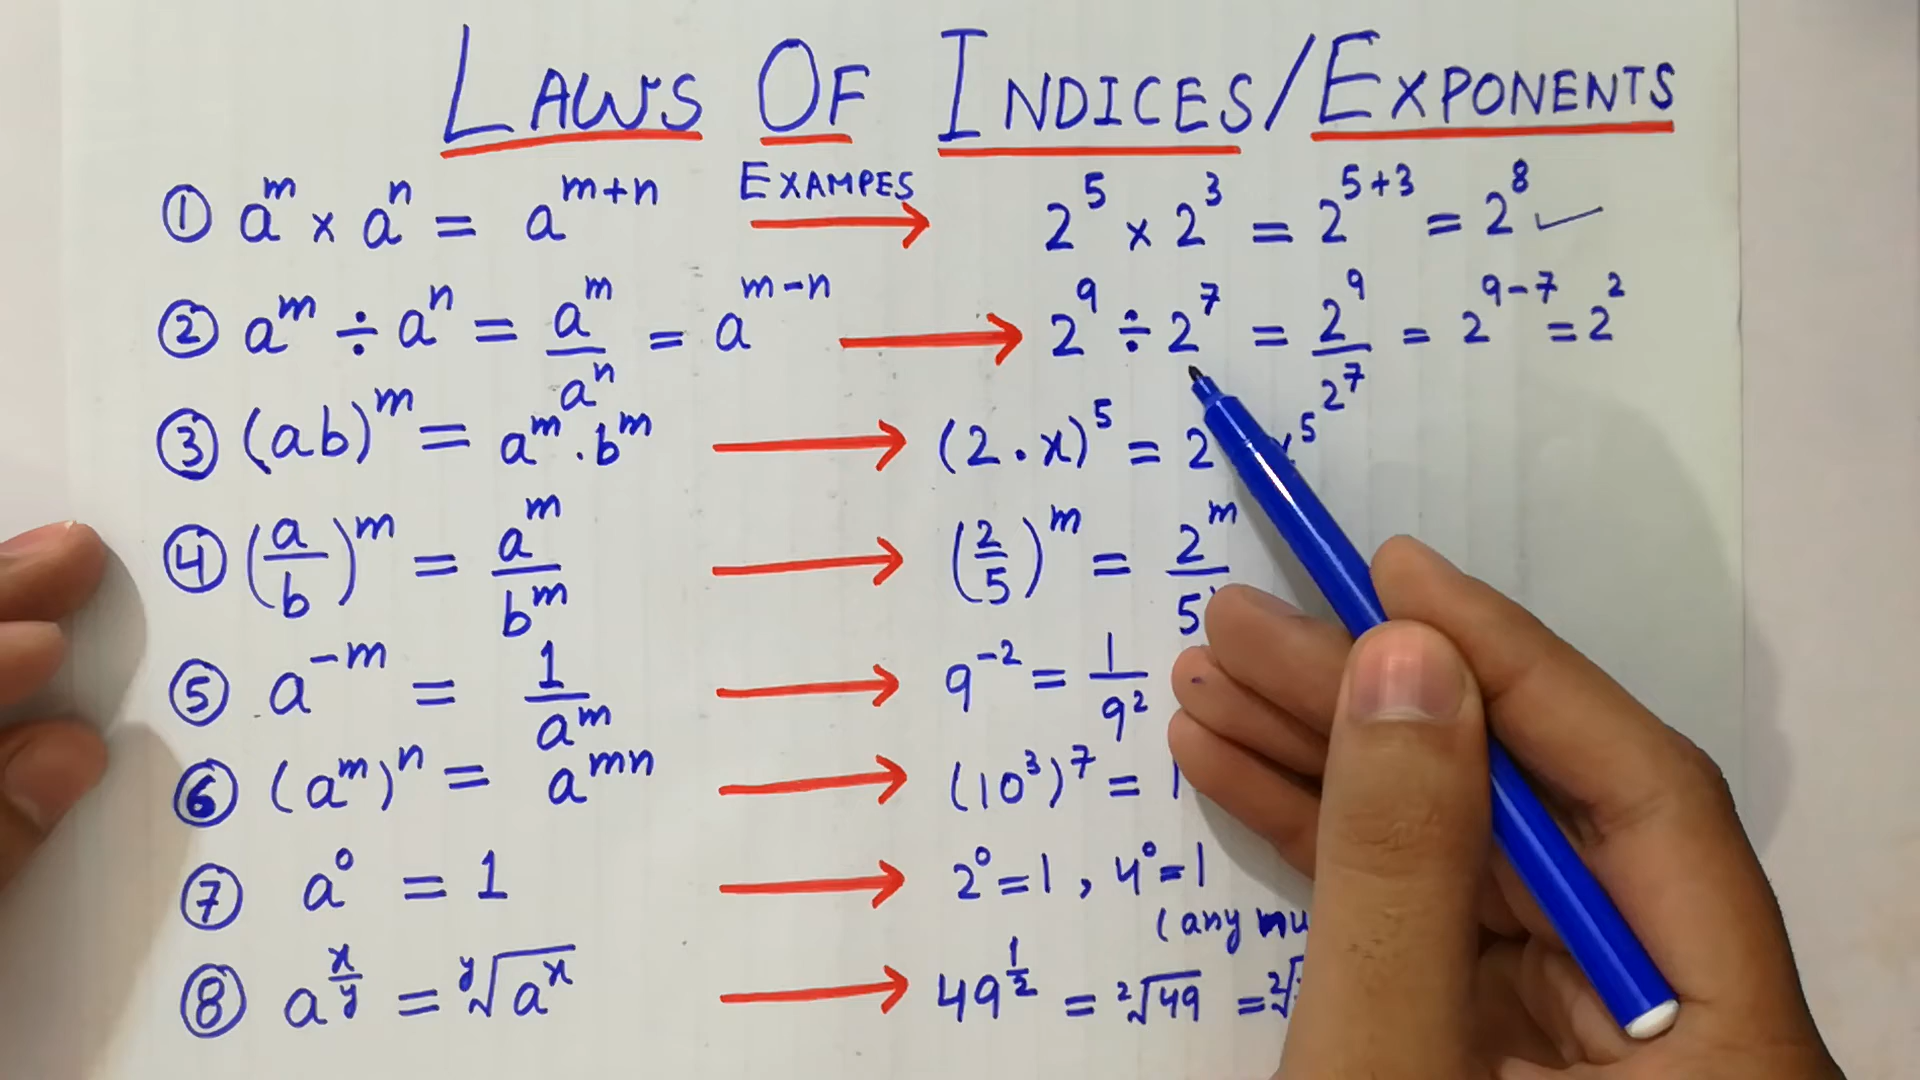 LAWS OF INDICES/EXPONENTS
① a^m × a^n = a^(m+n) EXAMPES → 2^5 × 2^3 = 2^(5+3) = 2^8 ✓
② a^m ÷ a^n = a^m/a^n = a^(m-n) → 2^9 ÷ 2^7 = 2^9/2^7 = 2^(9-7) = 2^2
③ (ab)^m = a^m . b^m → (2 . x)^5 = 2 x^5
④ (a/b)^m = a^m/b^m → (2/5)^m = 2^m/5
⑤ a^(-m) = 1/a^m → 9^(-2) = 1/9^2
⑥ (a^m)^n = a^(mn) → (10^3)^7 = 1
⑦ a^0 = 1 → 2^0 = 1, 4^0 = 1
(any
⑧ a^(x/y) = ^y√(a^x) → 49^(1/2) = ^2√49 = ^2√